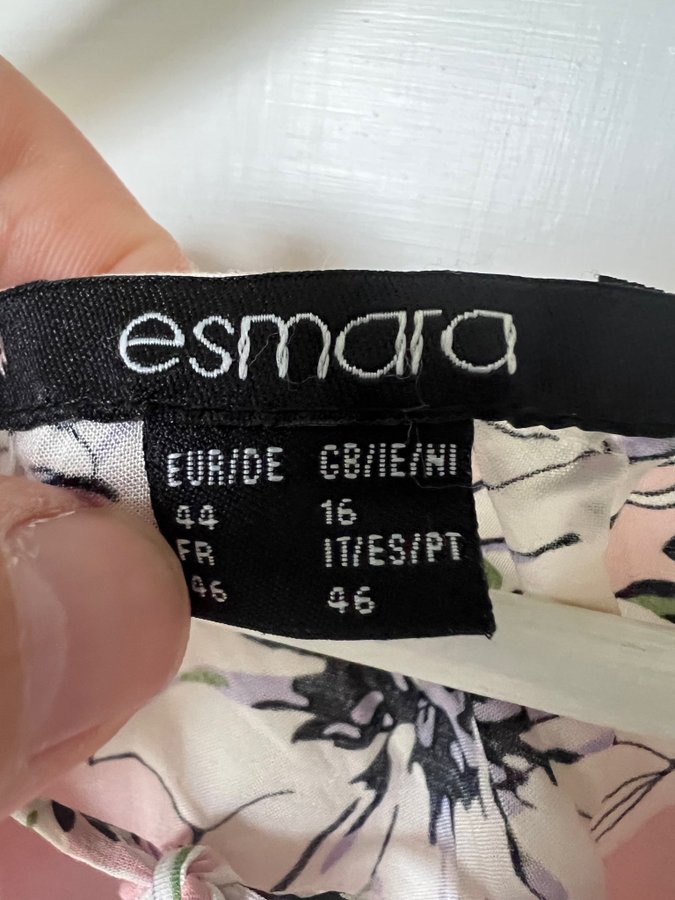 esmara
EUR/DE GB/IE/NI
44 16
FR IT/ES/PT
46 46